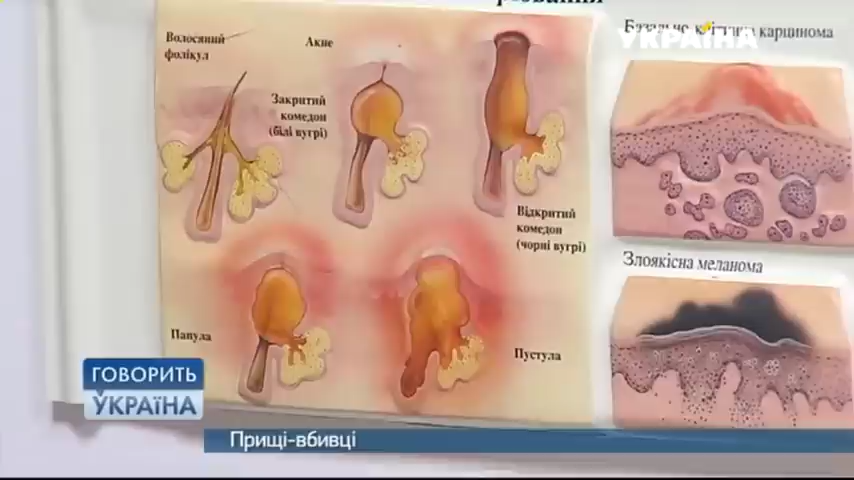 УКРАЇНА
Волосяний
фолікул
Акне
Закритий
комедон
(білі вугрі)
Відкритий
комедон
(чорні вугрі)
Папула
Пустула
карцинома
Злоякісна меланома
ГОВОРИТЬ
УКРАЇНА
Прищі-вбивці